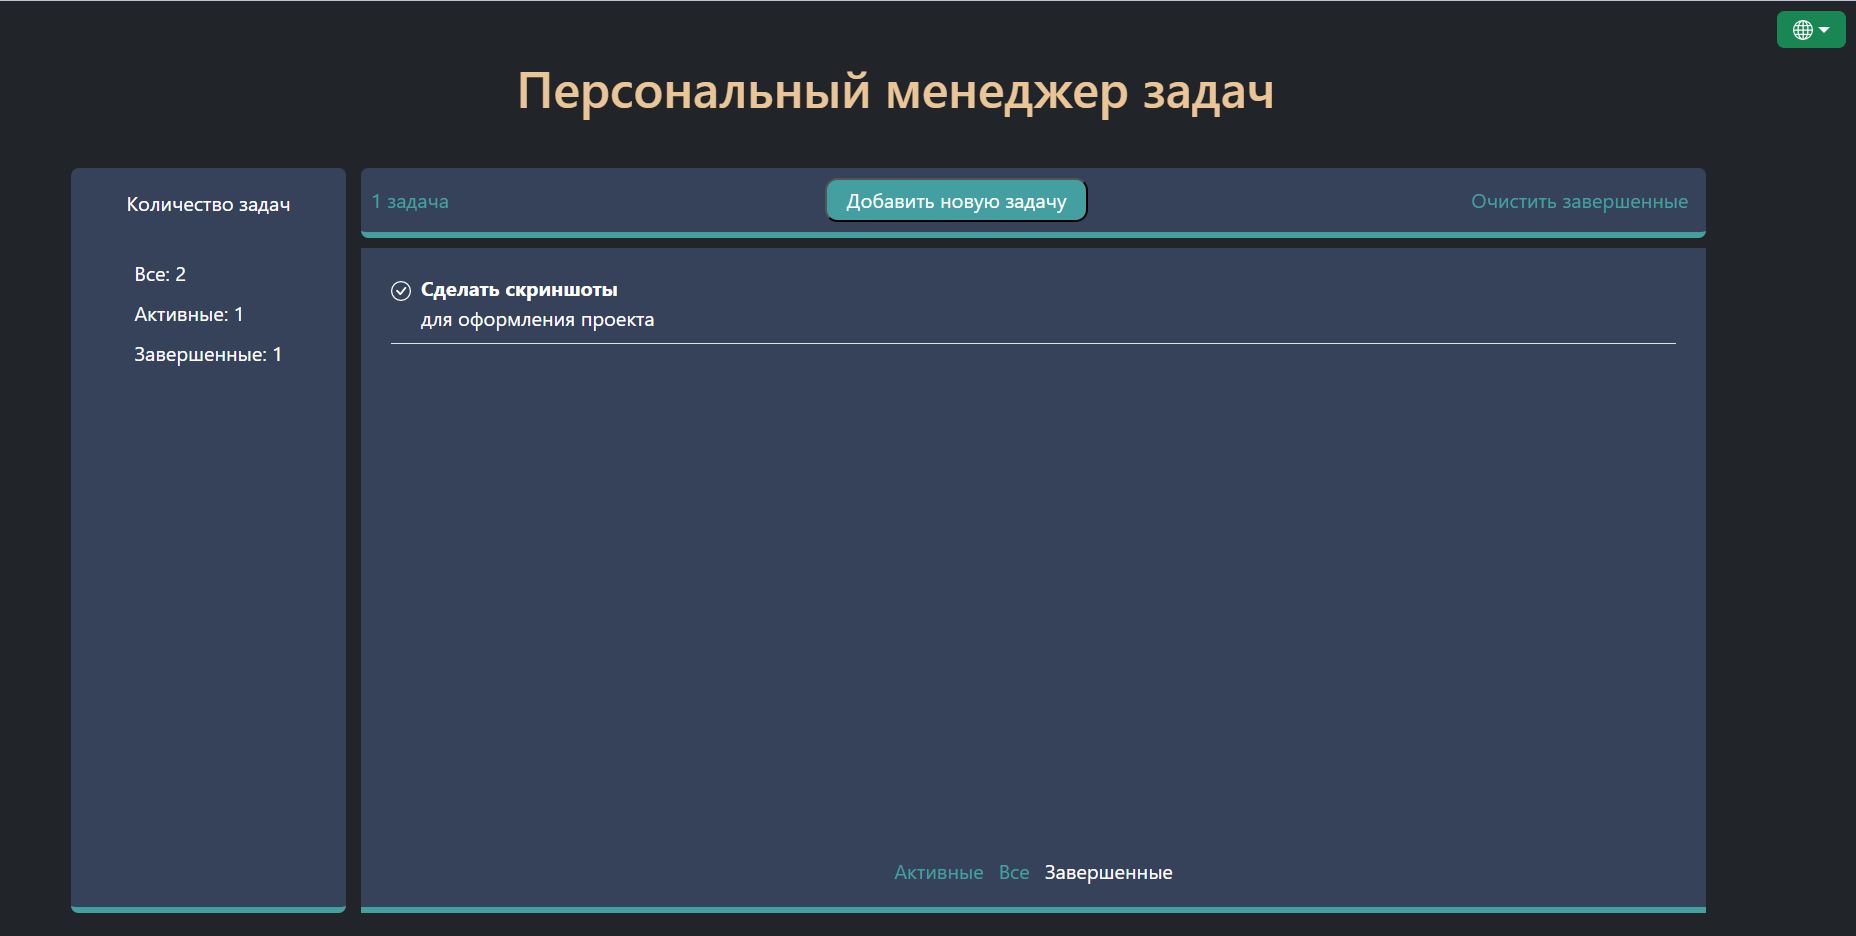 Персональный менеджер задач
Количество задач
Все: 2
Активные: 1
Завершенные: 1
1 задача
Добавить новую задачу
Очистить завершенные
Сделать скриншоты
для оформления проекта
Активные Все Завершенные